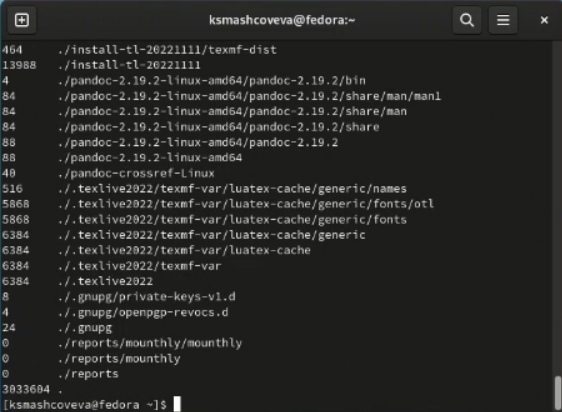 ksmashcoveva@fedora:~
464 ./install-tl-20221111/texmf-dist
13988 ./install-tl-20221111
4 ./pandoc-2.19.2-linux-amd64/pandoc-2.19.2/bin
84 ./pandoc-2.19.2-linux-amd64/pandoc-2.19.2/share/man/man1
84 ./pandoc-2.19.2-linux-amd64/pandoc-2.19.2/share/man
84 ./pandoc-2.19.2-linux-amd64/pandoc-2.19.2/share
88 ./pandoc-2.19.2-linux-amd64/pandoc-2.19.2
88 ./pandoc-2.19.2-linux-amd64
40 ./pandoc-crossref-Linux
516 ./.texlive2022/texmf-var/luatex-cache/generic/names
5868 ./.texlive2022/texmf-var/luatex-cache/generic/fonts/otl
5868 ./.texlive2022/texmf-var/luatex-cache/generic/fonts
6384 ./.texlive2022/texmf-var/luatex-cache/generic
6384 ./.texlive2022/texmf-var/luatex-cache
6384 ./.texlive2022/texmf-var
6384 ./.texlive2022
8 ./.gnupg/private-keys-v1.d
4 ./.gnupg/openpgp-revocs.d
24 ./.gnupg
0 ./reports/mounthly/mounthly
0 ./reports/mounthly
0 ./reports
3033604 .
[ksmashcoveva@fedora ~]$